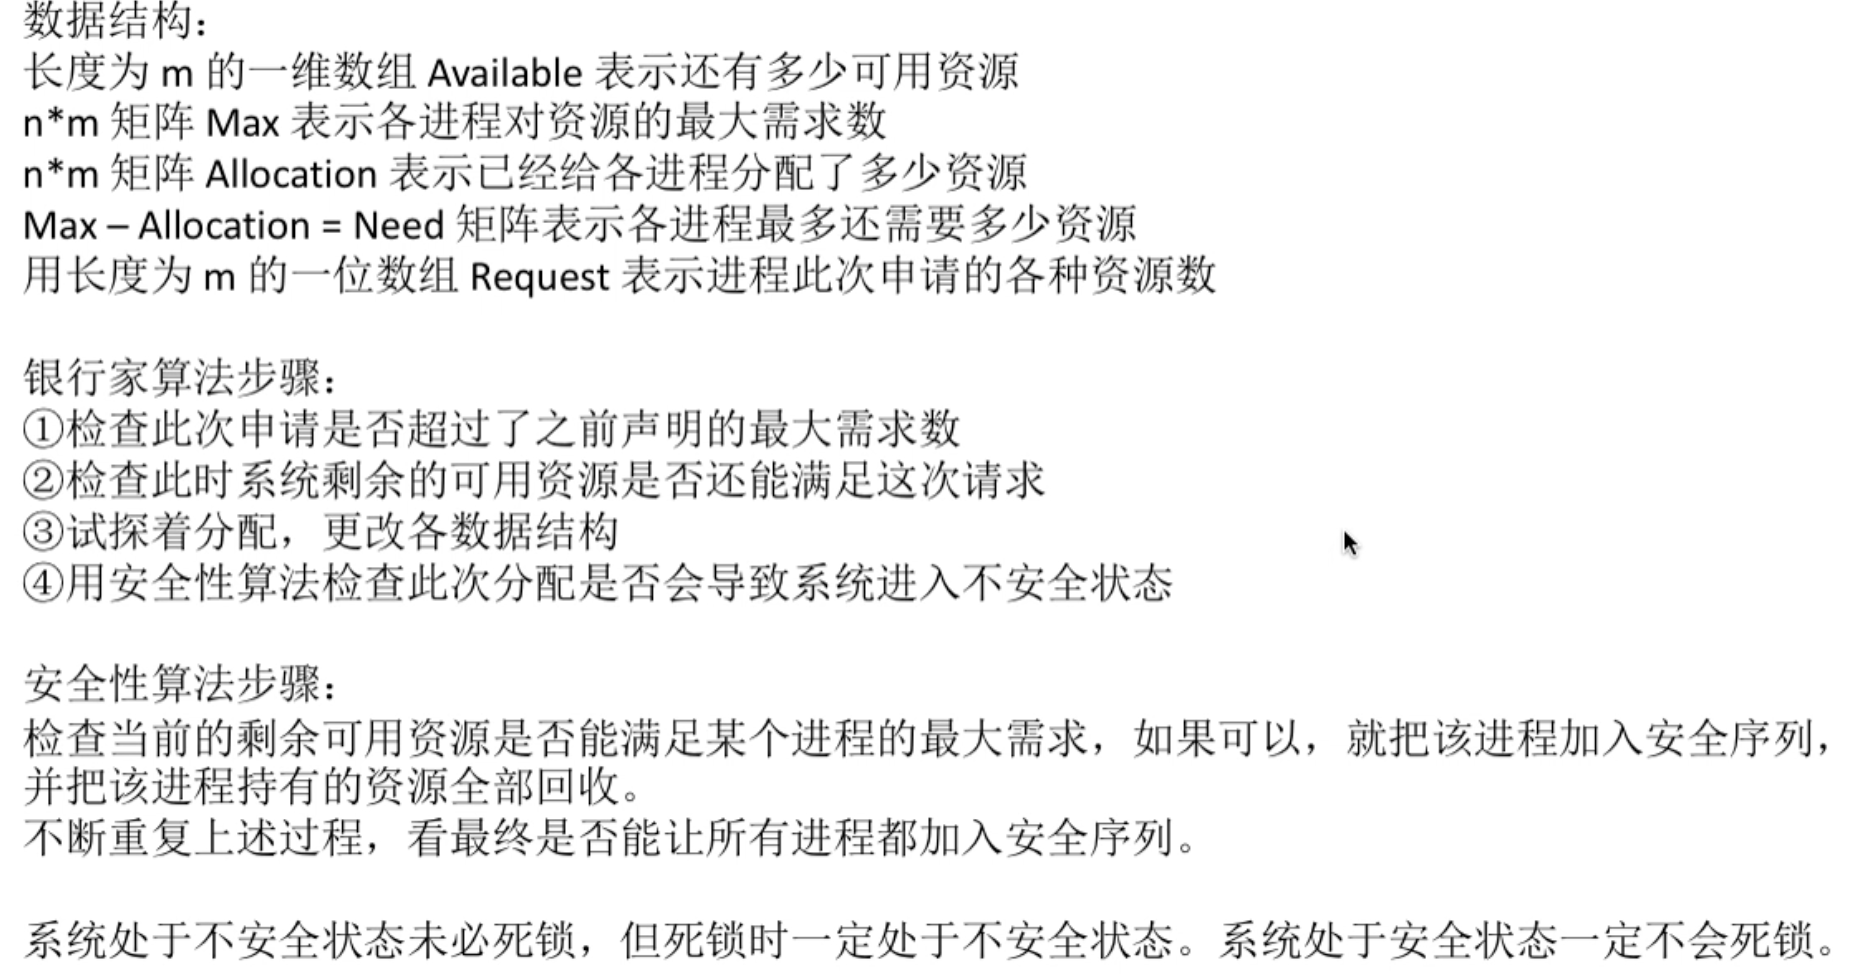 数据结构：
长度为 m 的一维数组 Available 表示还有多少可用资源
n*m 矩阵 Max 表示各进程对资源的最大需求数
n*m 矩阵 Allocation 表示已经给各进程分配了多少资源
Max – Allocation = Need 矩阵表示各进程最多还需要多少资源
用长度为 m 的一位数组 Request 表示进程此次申请的各种资源数
银行家算法步骤：
①检查此次申请是否超过了之前声明的最大需求数
②检查此时系统剩余的可用资源是否还能满足这次请求
③试探着分配，更改各数据结构
④用安全性算法检查此次分配是否会导致系统进入不安全状态
安全性算法步骤：
检查当前的剩余可用资源是否能满足某个进程的最大需求，如果可以，就把该进程加入安全序列，
并把该进程持有的资源全部回收。
不断重复上述过程，看最终是否能让所有进程都加入安全序列。
系统处于不安全状态未必死锁，但死锁时一定处于不安全状态。系统处于安全状态一定不会死锁。